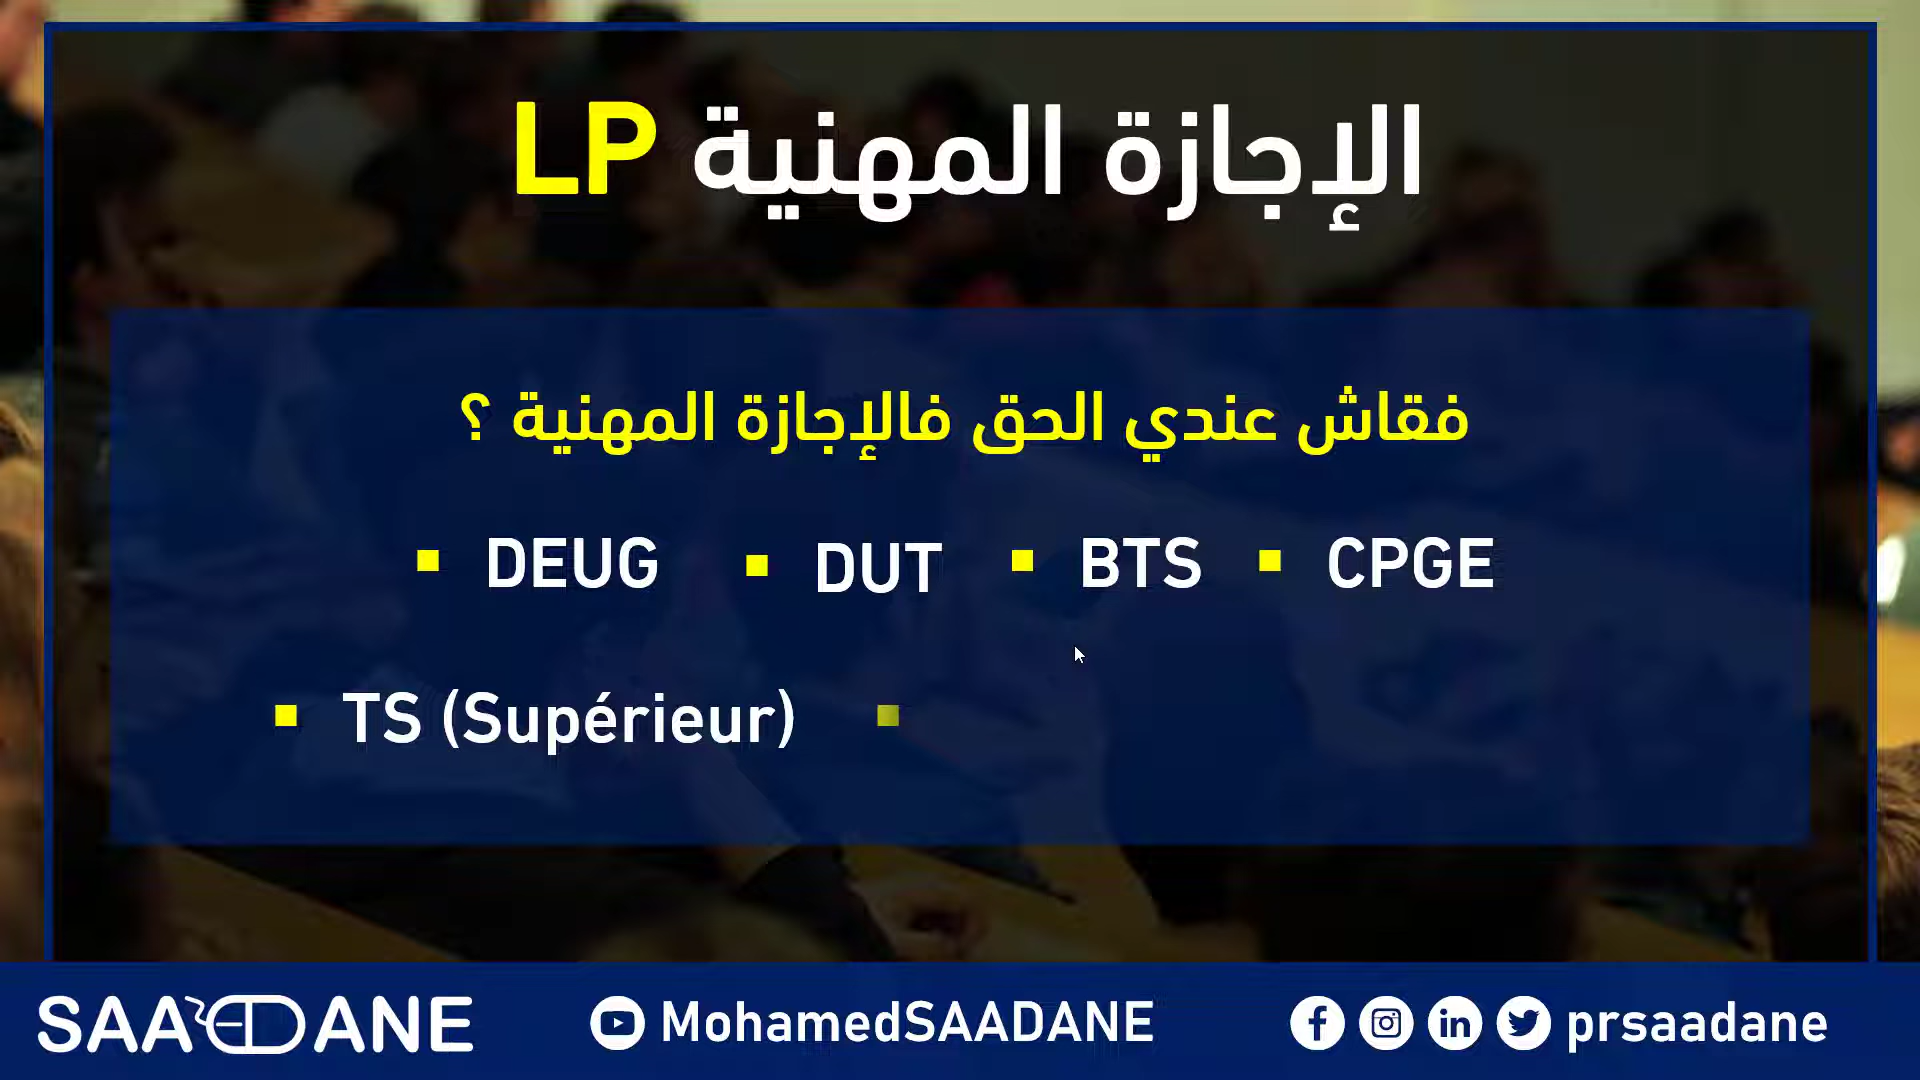 الإجازة المهنية LP
فقاش عندي الحق فالإجازة المهنية ؟
▪ DEUG ▪ DUT ▪ BTS ▪ CPGE
▪ TS (Supérieur) ▪
SAADANE
MohamedSAADANE
prsaadane